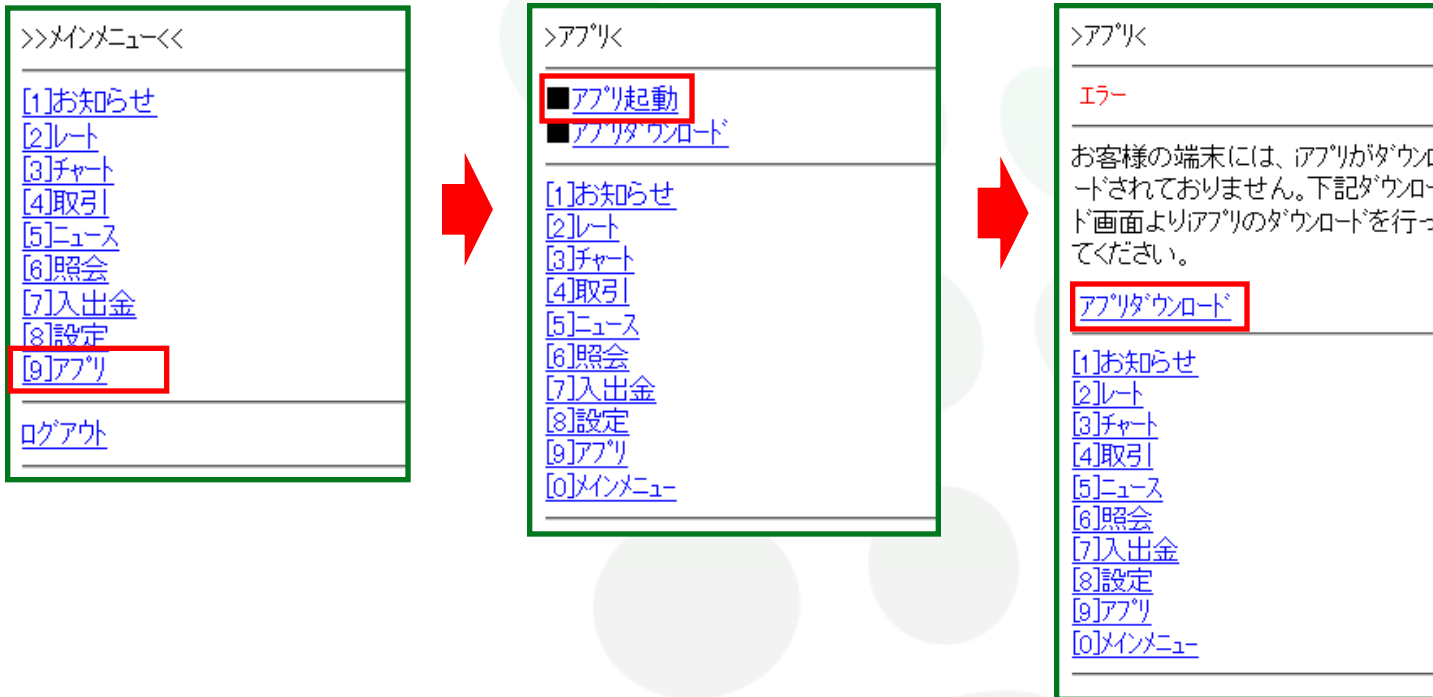 >>ﾒｲﾝﾒﾆｭｰ<<
[1]お知らせ
[2]ﾚｰﾄ
[3]ﾁｬｰﾄ
[4]取引
[5]ﾆｭｰｽ
[6]照会
[7]入出金
[8]設定
[9]ｱﾌﾟﾘ
ﾛｸﾞｱｳﾄ
>ｱﾌﾟﾘ<
■ｱﾌﾟﾘ起動
■ｱﾌﾟﾘﾀﾞｳﾝﾛｰﾄﾞ
[1]お知らせ
[2]ﾚｰﾄ
[3]ﾁｬｰﾄ
[4]取引
[5]ﾆｭｰｽ
[6]照会
[7]入出金
[8]設定
[9]ｱﾌﾟﾘ
[0]ﾒｲﾝﾒﾆｭｰ
>ｱﾌﾟﾘ<
ｴﾗｰ
お客様の端末には、iｱﾌﾟﾘがﾀﾞｳﾝﾛ
ｰﾄﾞされておりません。下記ﾀﾞｳﾝﾛｰ
ﾄﾞ画面よりiｱﾌﾟﾘのﾀﾞｳﾝﾛｰﾄﾞを行っ
てください。
ｱﾌﾟﾘﾀﾞｳﾝﾛｰﾄﾞ
[1]お知らせ
[2]ﾚｰﾄ
[3]ﾁｬｰﾄ
[4]取引
[5]ﾆｭｰｽ
[6]照会
[7]入出金
[8]設定
[9]ｱﾌﾟﾘ
[0]ﾒｲﾝﾒﾆｭｰ